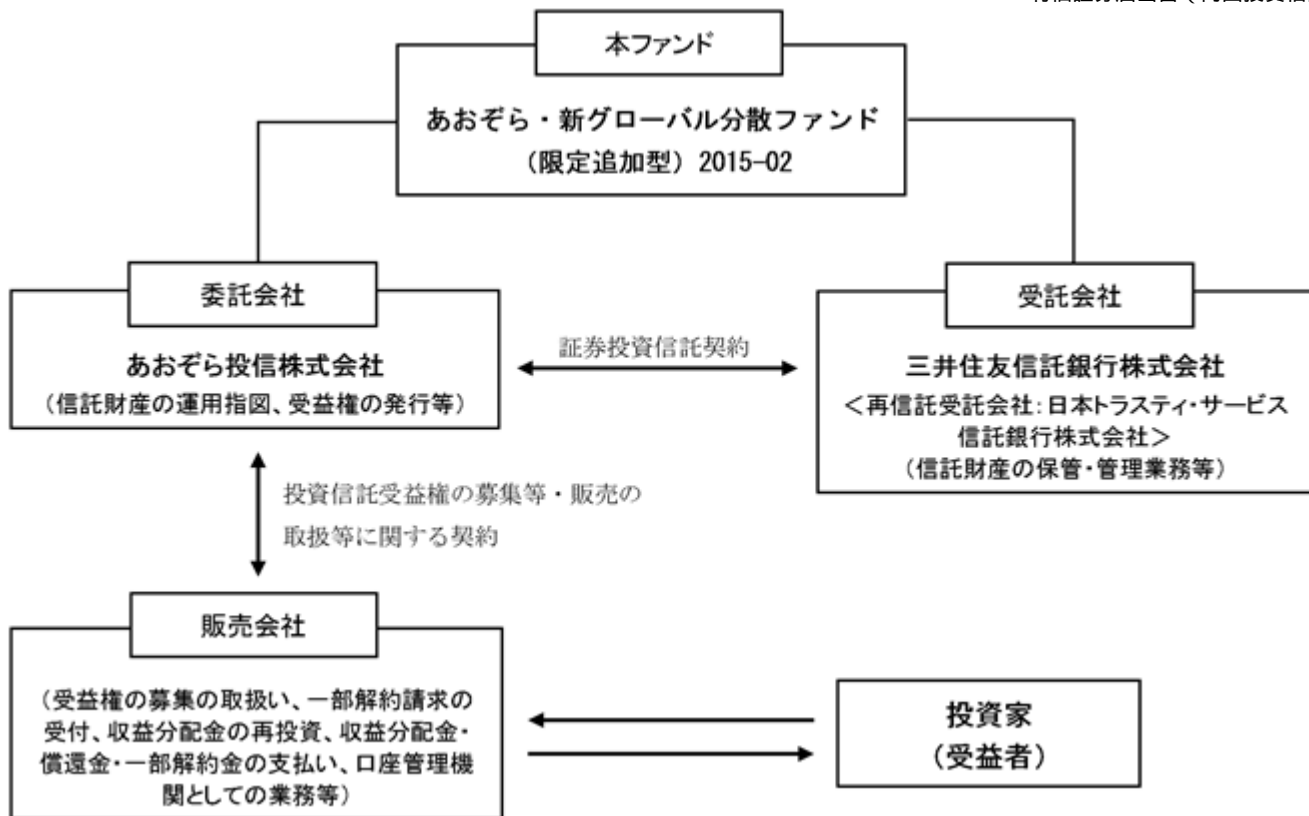 本ファンド
あおぞら・新グローバル分散ファンド
（限定追加型）2015-02
委託会社
あおぞら投信株式会社
（信託財産の運用指図、受益権の発行等）
証券投資信託契約
受託会社
三井住友信託銀行株式会社
＜再信託受託会社：日本トラスティ・サービス
信託銀行株式会社＞
（信託財産の保管・管理業務等）
投資信託受益権の募集等・販売の
取扱等に関する契約
販売会社
（受益権の募集の取扱い、一部解約請求の
受付、収益分配金の再投資、収益分配金・
償還金・一部解約金の支払い、口座管理機
関としての業務等）
投資家
（受益者）